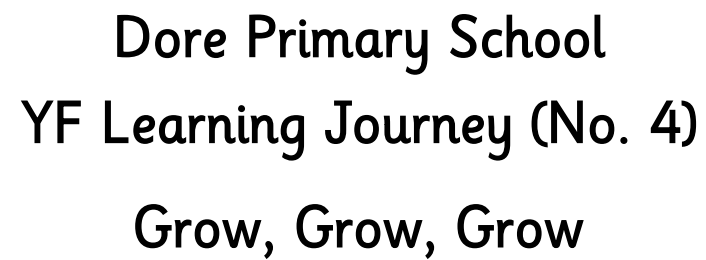 Dore Primary School
YF Learning Journey (No. 4)
Grow, Grow, Grow